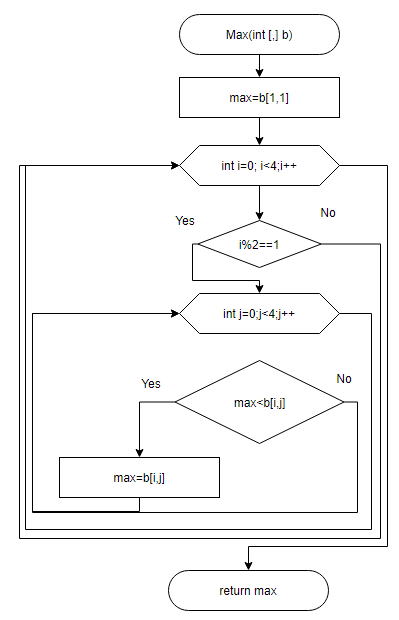 Max(int [,] b)
max=b[1,1]
int i=0; i<4;i++
Yes
No
i%2==1
int j=0;j<4;j++
Yes
No
max<b[i,j]
max=b[i,j]
return max